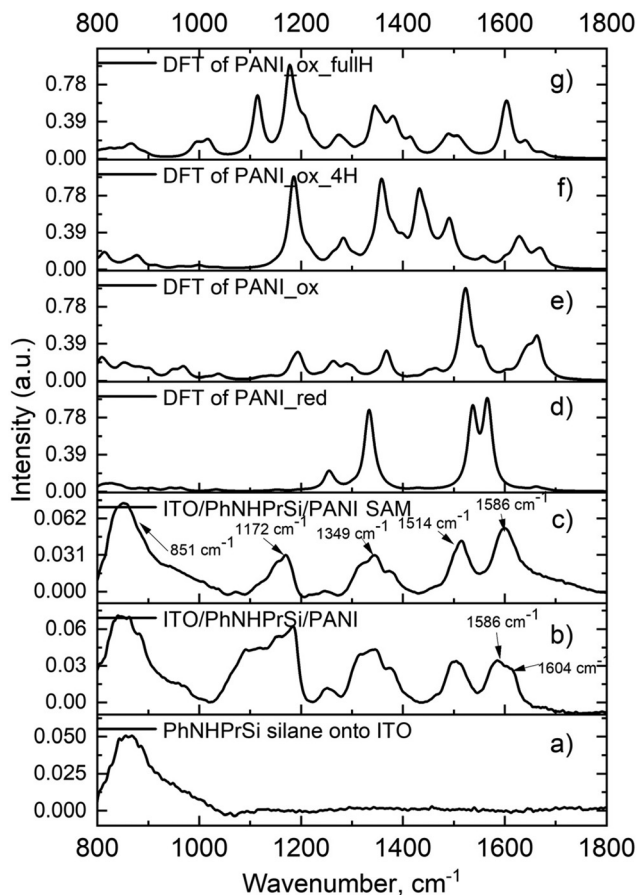 800 1000 1200 1400 1600 1800
DFT of PANI_ox_fullH
g)
0.78
0.39
0.00
DFT of PANI_ox_4H
f)
0.78
0.39
0.00
DFT of PANI_ox
e)
0.78
0.39
0.00
DFT of PANI_red
d)
0.78
0.39
0.00
ITO/PhNHPrSi/PANI SAM
c)
0.062
0.031
0.000
851 cm-1
1172 cm-1
1349 cm-1
1514 cm-1
1586 cm-1
ITO/PhNHPrSi/PANI
b)
0.06
0.03
0.00
1586 cm-1
1604 cm-1
PhNHPrSi silane onto ITO
a)
0.050
0.025
0.000
800 1000 1200 1400 1600 1800
Wavenumber, cm-1
Intensity (a.u.)